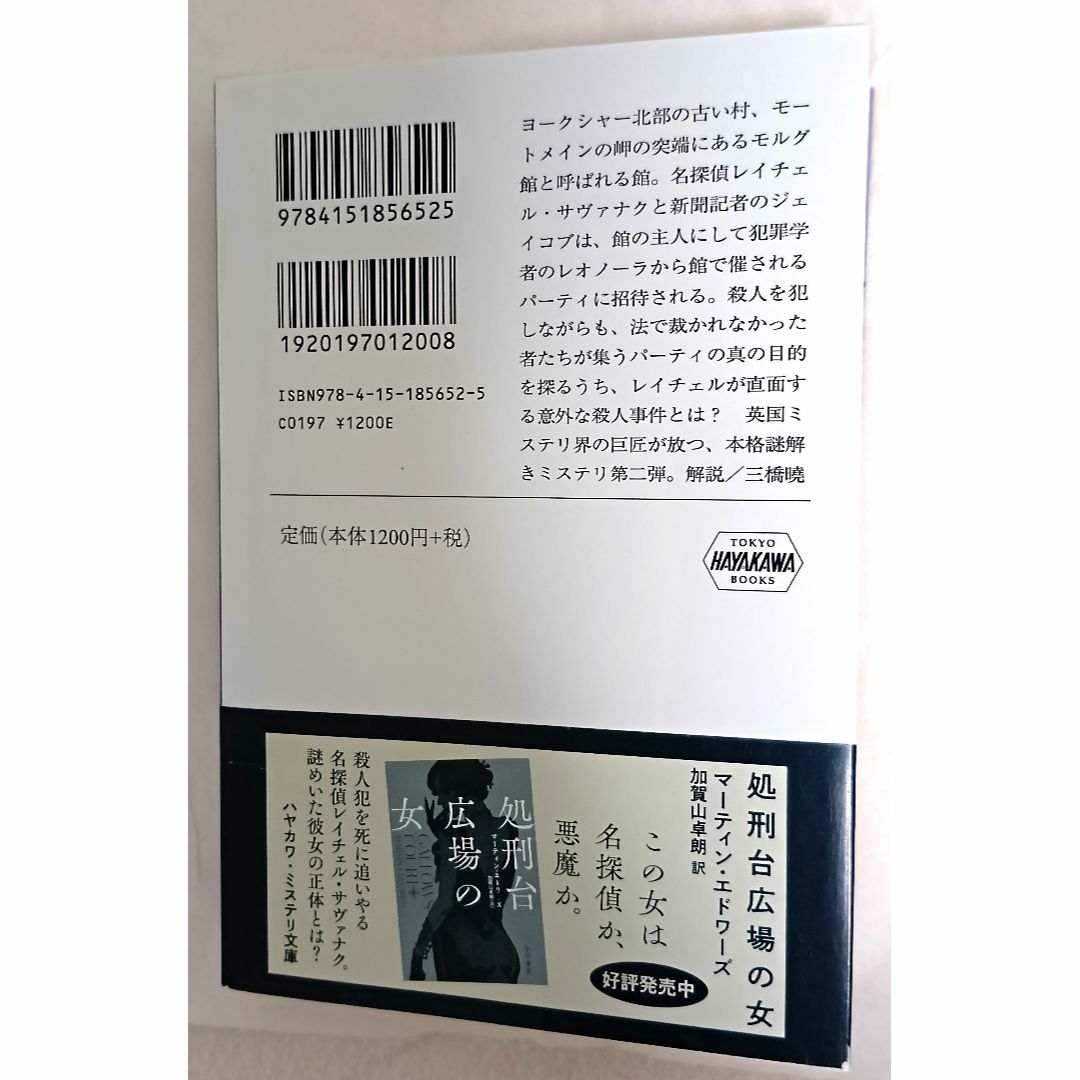 9784151856525
1920197012008
ISBN978-4-15-185652-5
C0197 ¥1200E
ヨークシャー北部の古い村、モー
トメインの岬の突端にあるモルグ
館と呼ばれる館。名探偵レイチェ
ル・サヴァナクと新聞記者のジェ
イコブは、館の主人にして犯罪学
者のレオノーラから館で催される
パーティに招待される。殺人を犯
しながらも、法で裁かれなかった
者たちが集うパーティの真の目的
を探るうち、レイチェルが直面す
る意外な殺人事件とは？　英国ミ
ステリ界の巨匠が放つ、本格謎解
きミステリ第二弾。解説／三橋曉
定価(本体1200円+税)
TOKYO
HAYAKAWA
BOOKS
処刑台広場の女
マーティン・エドワーズ
加賀山卓朗 訳
この女は
名探偵か、
悪魔か。
好評発売中
処刑台
広場の
女
マーティン・エドワーズ
殺人犯を死に追いやる
名探偵レイチェル・サヴァナク。
謎めいた彼女の正体とは？
ハヤカワ・ミステリ文庫